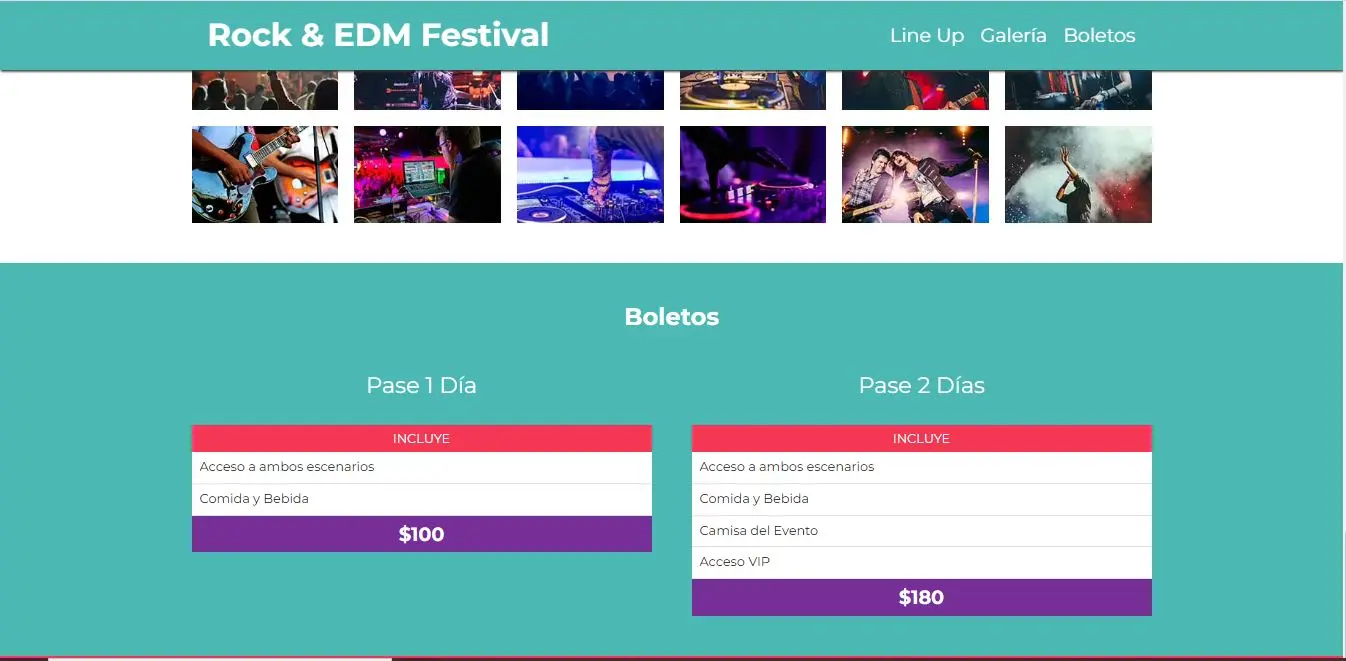 Rock & EDM Festival
Line Up Galería Boletos
Boletos
Pase 1 Día
INCLUYE
Acceso a ambos escenarios
Comida y Bebida
$100
Pase 2 Días
INCLUYE
Acceso a ambos escenarios
Comida y Bebida
Camisa del Evento
Acceso VIP
$180